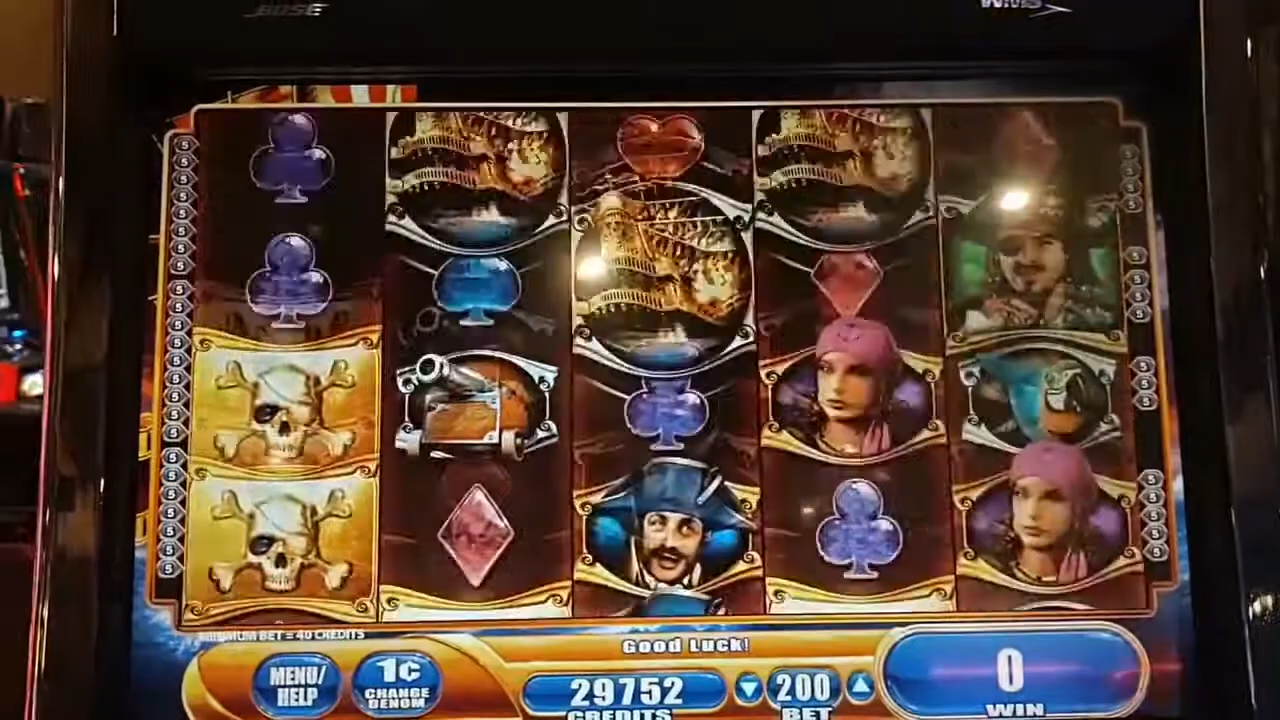 BOSE
WMS
MINIMUM BET = 40 CREDITS
Good Luck!
MENU/
HELP
1¢
CHANGE
DENOM
29752
CREDITS
200
BET
0
WIN